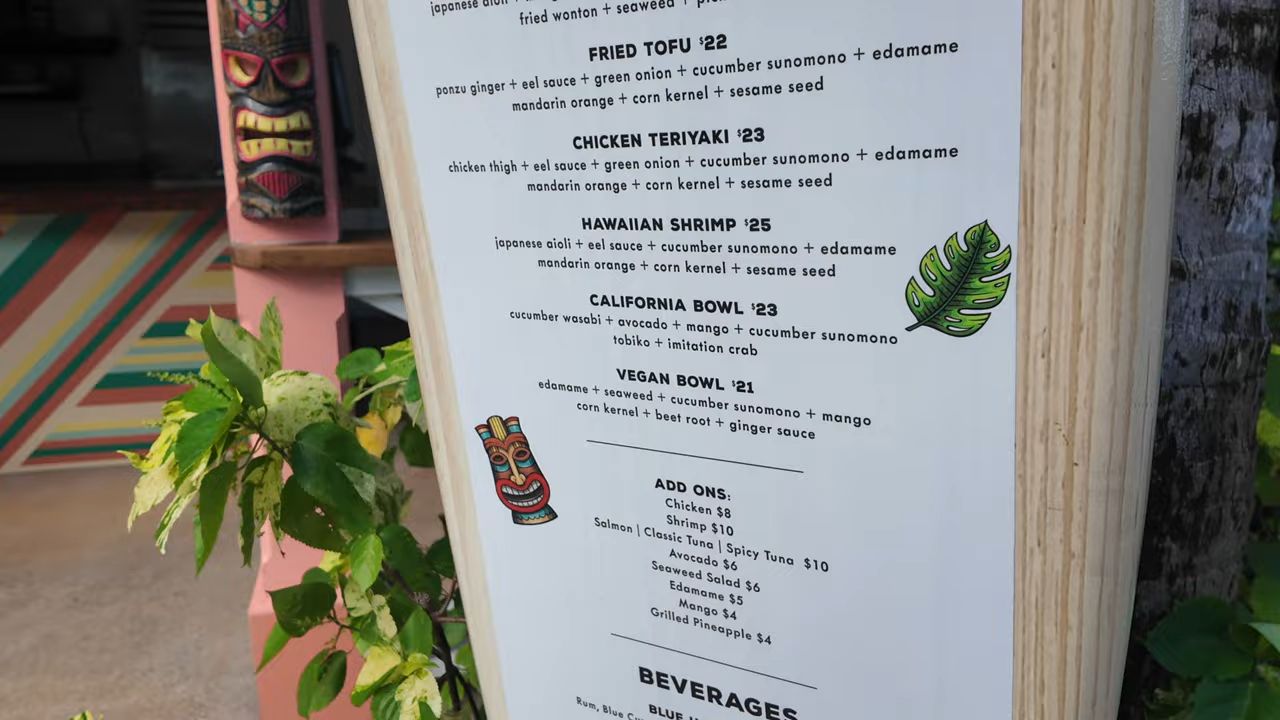 japanese aioli +
fried wonton + seaweed +
FRIED TOFU $22
ponzu ginger + eel sauce + green onion + cucumber sunomono + edamame
mandarin orange + corn kernel + sesame seed
CHICKEN TERIYAKI $23
chicken thigh + eel sauce + green onion + cucumber sunomono + edamame
mandarin orange + corn kernel + sesame seed
HAWAIIAN SHRIMP $25
japanese aioli + eel sauce + cucumber sunomono + edamame
mandarin orange + corn kernel + sesame seed
CALIFORNIA BOWL $23
cucumber wasabi + avocado + mango + cucumber sunomono
tobiko + imitation crab
VEGAN BOWL $21
edamame + seaweed + cucumber sunomono + mango
corn kernel + beet root + ginger sauce
ADD ONS:
Chicken $8
Shrimp $10
Salmon | Classic Tuna | Spicy Tuna $10
Avocado $6
Seaweed Salad $6
Edamame $5
Mango $4
Grilled Pineapple $4
BEVERAGES
BLUE
Rum, Blue